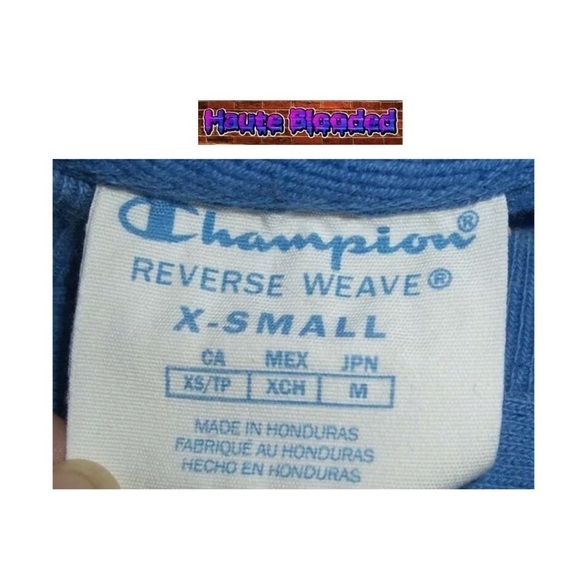 Haute Blooded
Champion®
REVERSE WEAVE®
X-SMALL
CA MEX JPN
XS/TP XCH M
MADE IN HONDURAS
FABRIQUÉ AU HONDURAS
HECHO EN HONDURAS